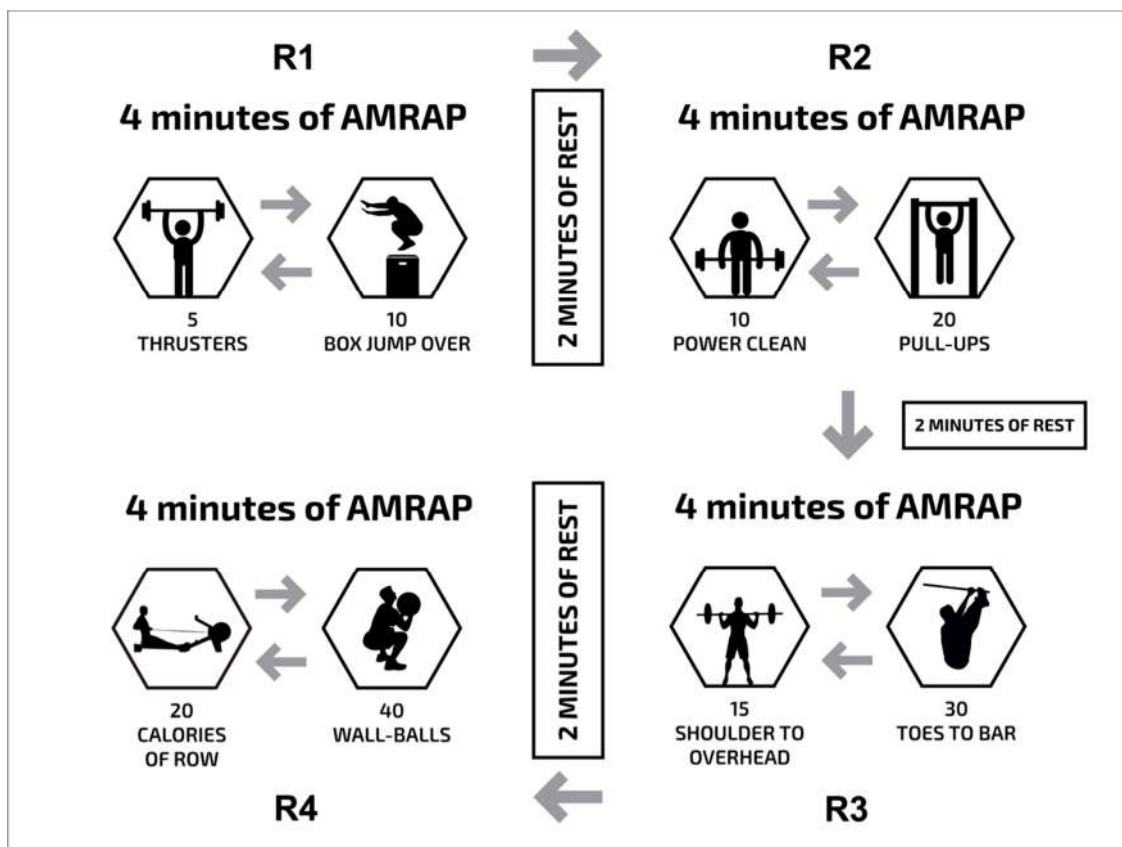 R1
4 minutes of AMRAP
5
THRUSTERS
10
BOX JUMP OVER
2 MINUTES OF REST
R2
4 minutes of AMRAP
10
POWER CLEAN
20
PULL-UPS
2 MINUTES OF REST
4 minutes of AMRAP
15
SHOULDER TO
OVERHEAD
30
TOES TO BAR
R3
2 MINUTES OF REST
4 minutes of AMRAP
20
CALORIES
OF ROW
40
WALL-BALLS
R4